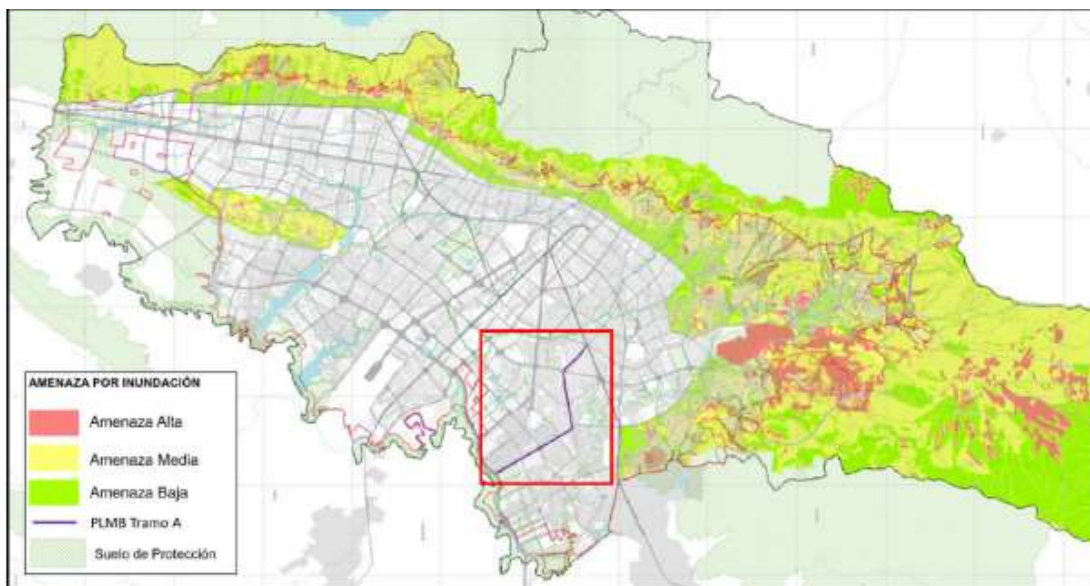 AMENAZA POR INUNDACIÓN
Amenaza Alta
Amenaza Media
Amenaza Baja
PLMB Tramo A
Suelo de Protección